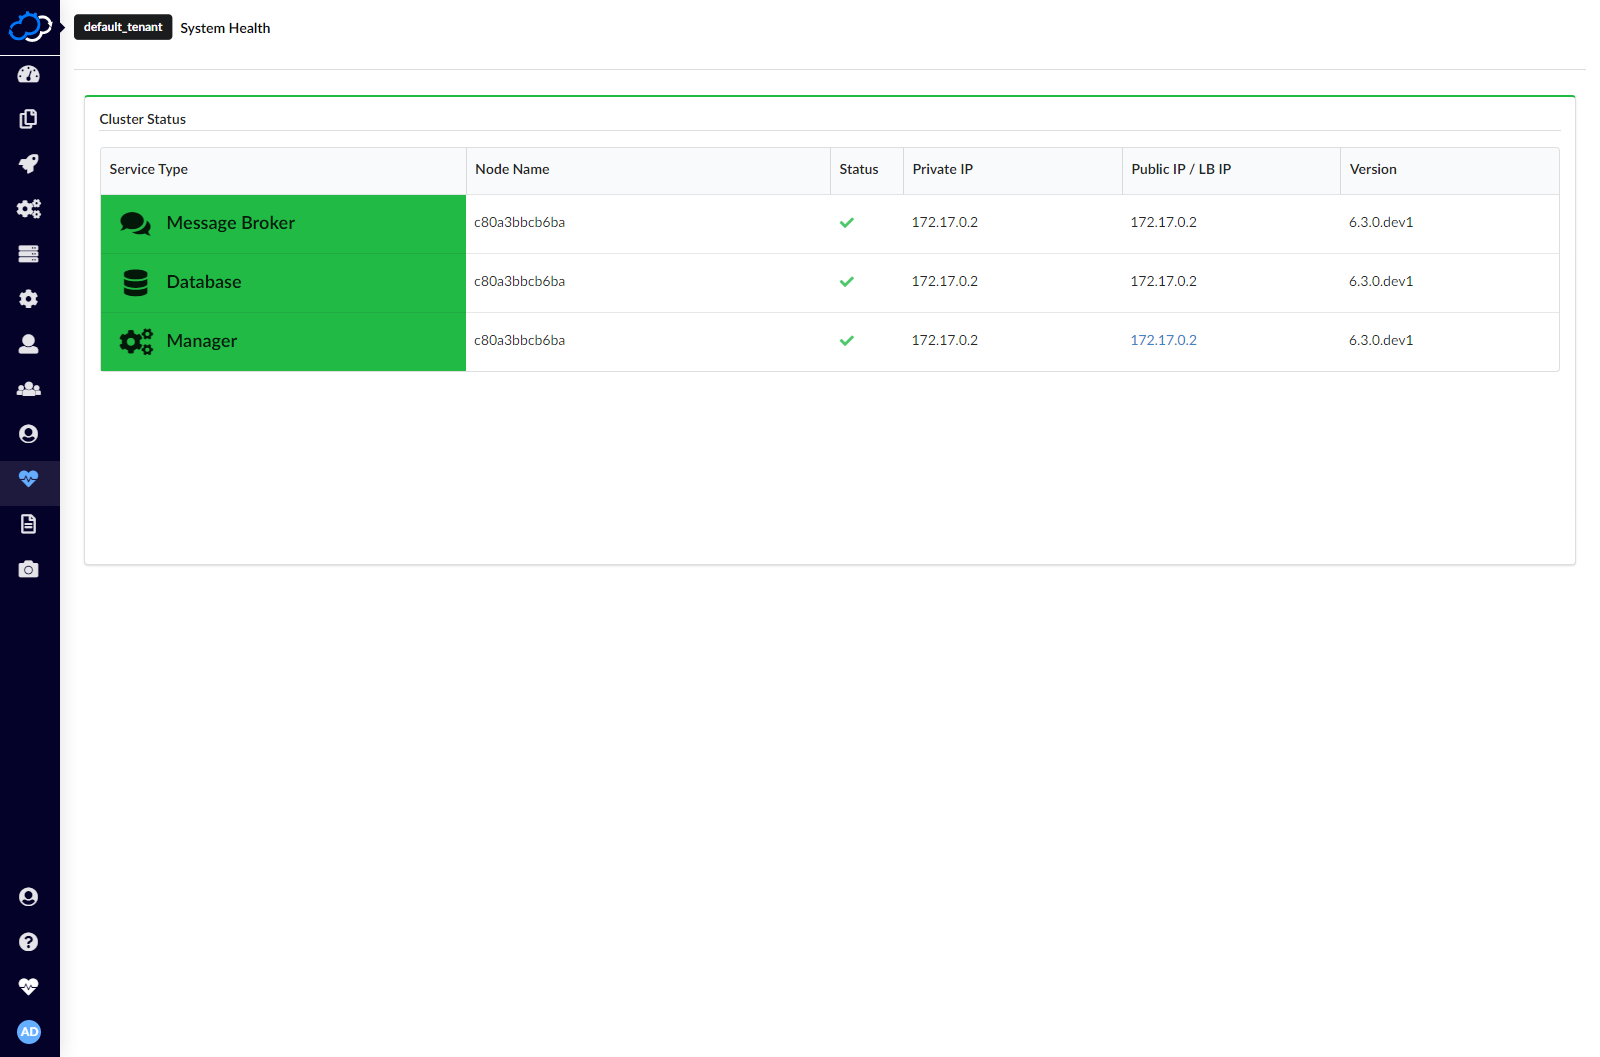 default_tenant System Health
Cluster Status
Service Type Node Name Status Private IP Public IP / LB IP Version
Message Broker c80a3bbcb6ba 172.17.0.2 172.17.0.2 6.3.0.dev1
Database c80a3bbcb6ba 172.17.0.2 172.17.0.2 6.3.0.dev1
Manager c80a3bbcb6ba 172.17.0.2 172.17.0.2 6.3.0.dev1
AD